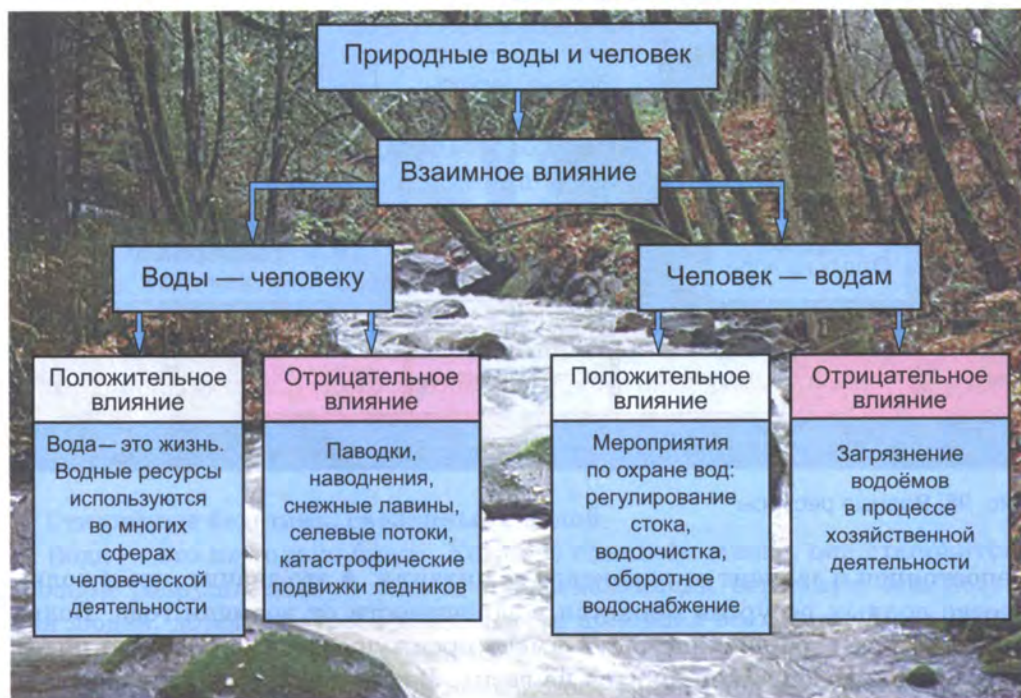 Природные воды и человек
Взаимное влияние
Воды — человеку
Человек — водам
Положительное
влияние
Вода — это жизнь.
Водные ресурсы
используются
во многих
сферах
человеческой
деятельности
Отрицательное
влияние
Паводки,
наводнения,
снежные лавины,
селевые потоки,
катастрофические
подвижки ледников
Положительное
влияние
Мероприятия
по охране вод:
регулирование
стока,
водоочистка,
оборотное
водоснабжение
Отрицательное
влияние
Загрязнение
водоёмов
в процессе
хозяйственной
деятельности